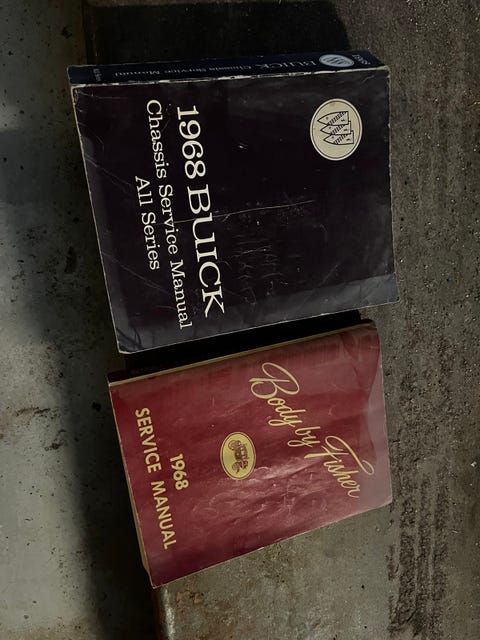 BUICK Chassis Service Manual
1968 BUICK
Chassis Service Manual
All Series
Body by Fisher
1968
SERVICE MANUAL